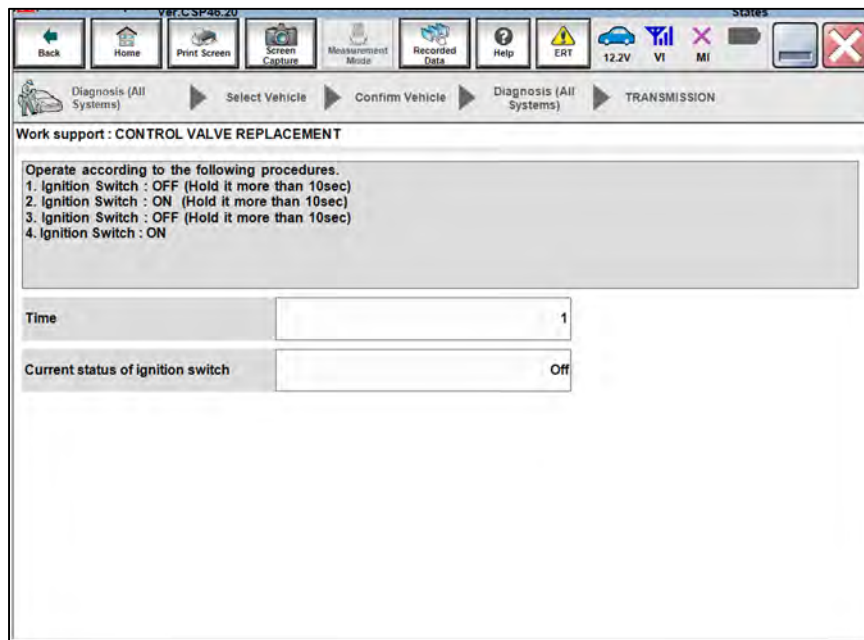 Ver.CSP46.20
States
Back
Home
Print Screen
Screen
Capture
Measurement
Mode
Recorded
Data
Help
ERT
12.2V
VI
MI
Diagnosis (All
Systems)
Select Vehicle
Confirm Vehicle
Diagnosis (All
Systems)
TRANSMISSION
Work support : CONTROL VALVE REPLACEMENT
Operate according to the following procedures.
1. Ignition Switch : OFF (Hold it more than 10sec)
2. Ignition Switch : ON (Hold it more than 10sec)
3. Ignition Switch : OFF (Hold it more than 10sec)
4. Ignition Switch : ON
Time
1
Current status of ignition switch
Off